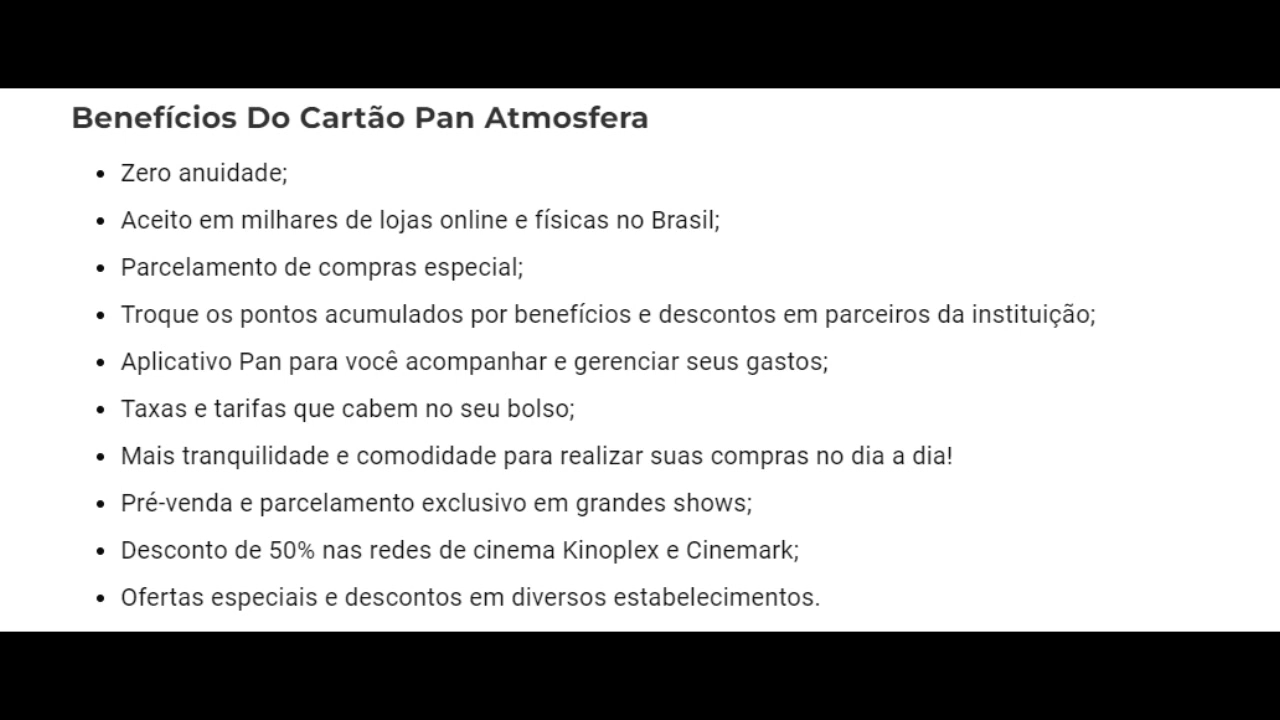 Benefícios Do Cartão Pan Atmosfera
• Zero anuidade;
• Aceito em milhares de lojas online e físicas no Brasil;
• Parcelamento de compras especial;
• Troque os pontos acumulados por benefícios e descontos em parceiros da instituição;
• Aplicativo Pan para você acompanhar e gerenciar seus gastos;
• Taxas e tarifas que cabem no seu bolso;
• Mais tranquilidade e comodidade para realizar suas compras no dia a dia!
• Pré-venda e parcelamento exclusivo em grandes shows;
• Desconto de 50% nas redes de cinema Kinoplex e Cinemark;
• Ofertas especiais e descontos em diversos estabelecimentos.